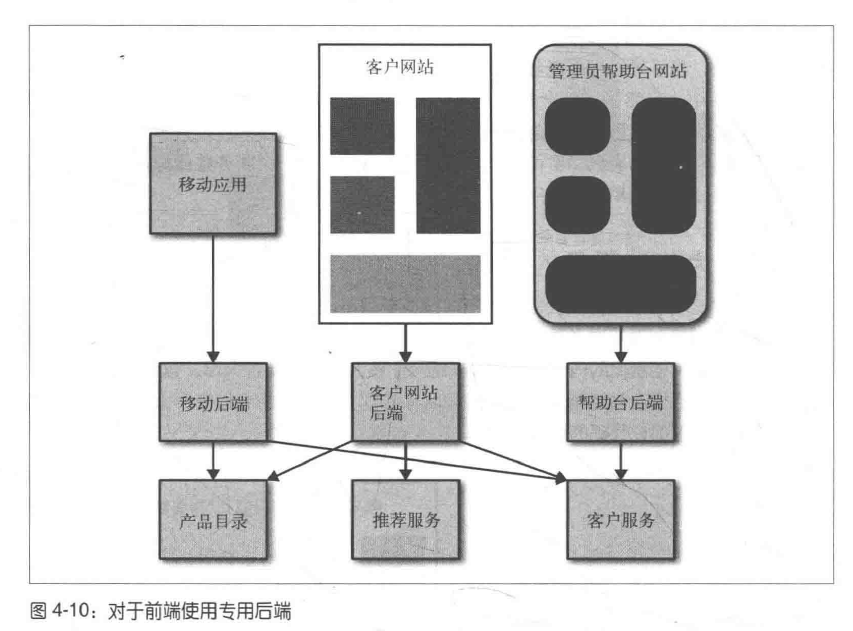 客户网站
管理员帮助台网站
移动应用
移动后端
客户网站
后端
帮助台后端
产品目录
推荐服务
客户服务
图 4-10：对于前端使用专用后端